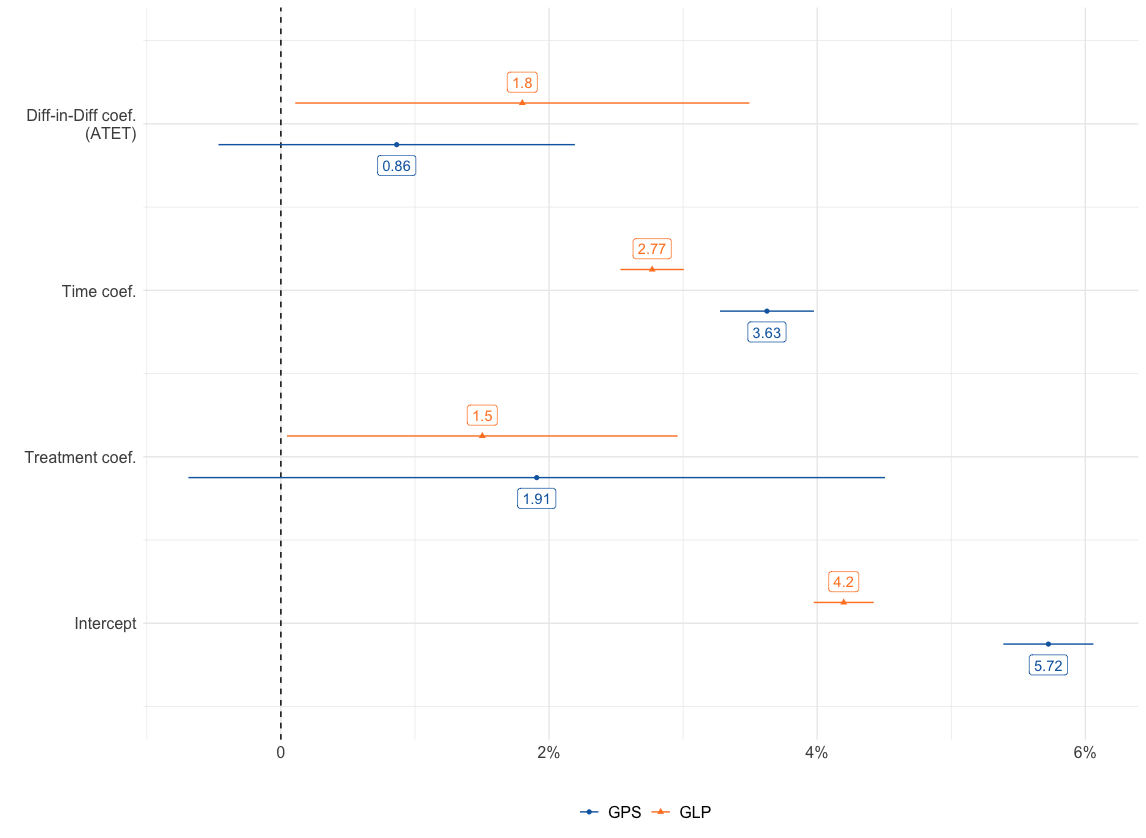 1.8
Diff-in-Diff coef.
(ATET)
0.86
2.77
Time coef.
3.63
1.5
Treatment coef.
1.91
4.2
Intercept
5.72
0 2% 4% 6%
GPS GLP